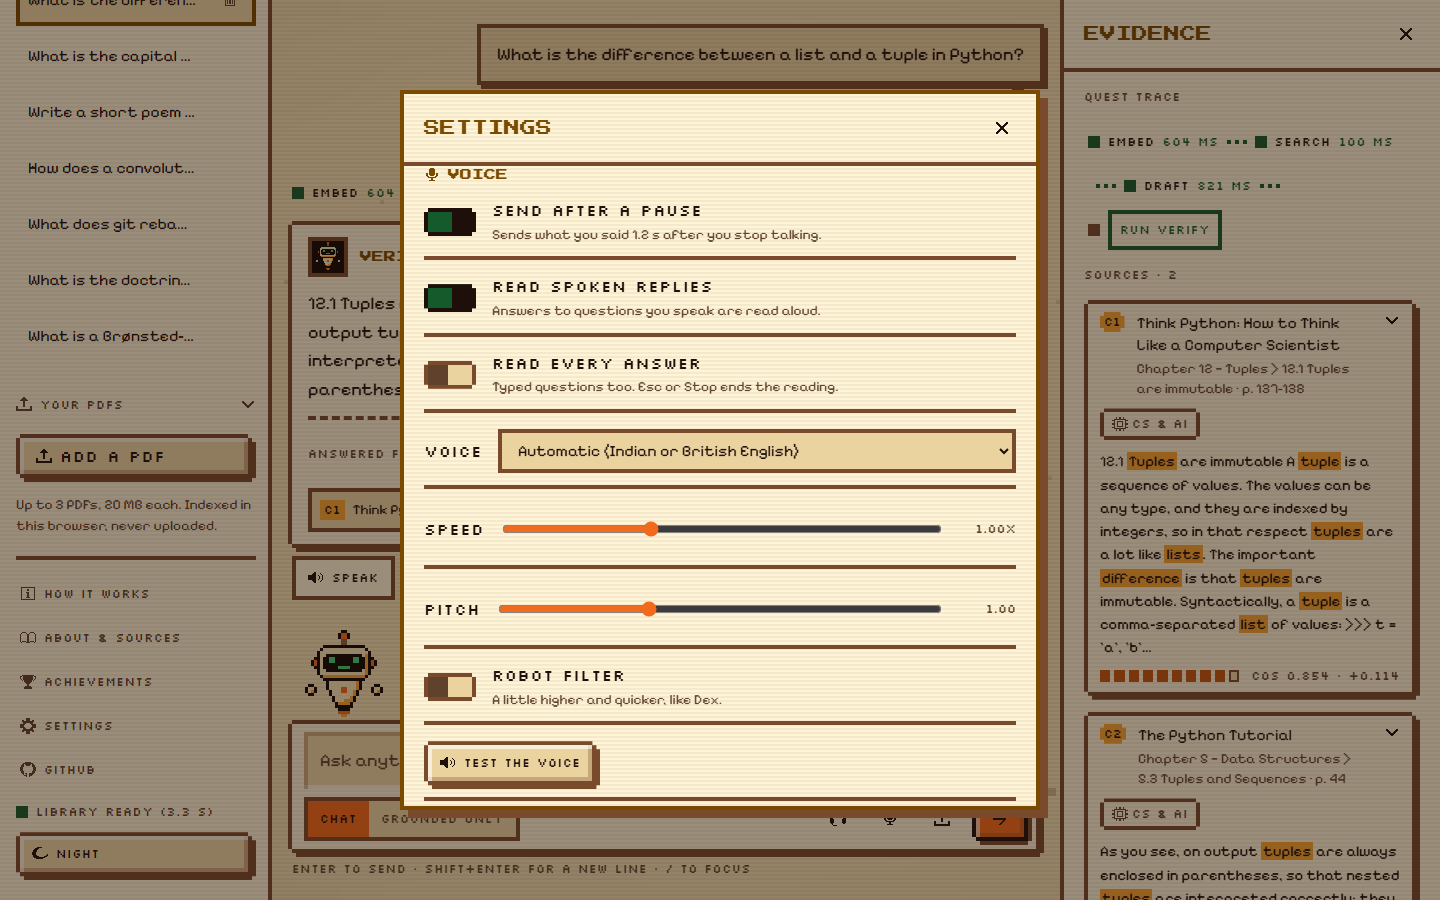 What is the differen...
What is the capital ...
Write a short poem ...
How does a convolut...
What does git reba...
What is the doctrin...
What is a Brønsted-...
YOUR PDFS
ADD A PDF
Up to 3 PDFs, 20 MB each. Indexed in
this browser, never uploaded.
HOW IT WORKS
ABOUT & SOURCES
ACHIEVEMENTS
SETTINGS
GITHUB
LIBRARY READY (3.3 S)
NIGHT
What is the difference between a list and a tuple in Python?
EMBED 604
VERI
12.1 Tuples
output tu
interprete
parenthes
ANSWERED F
C1 Think P
SPEAK
Ask anyt
CHAT GROUNDED ONLY
ENTER TO SEND · SHIFT+ENTER FOR A NEW LINE · / TO FOCUS
SETTINGS
VOICE
SEND AFTER A PAUSE
Sends what you said 1.2 s after you stop talking.
READ SPOKEN REPLIES
Answers to questions you speak are read aloud.
READ EVERY ANSWER
Typed questions too. Esc or Stop ends the reading.
VOICE Automatic (Indian or British English)
SPEED 1.00X
PITCH 1.00
ROBOT FILTER
A little higher and quicker, like Dex.
TEST THE VOICE
EVIDENCE
QUEST TRACE
EMBED 604 MS SEARCH 100 MS
DRAFT 821 MS
RUN VERIFY
SOURCES · 2
C1 Think Python: How to Think
Like a Computer Scientist
Chapter 12 - Tuples > 12.1 Tuples
are immutable · p. 137-138
CS & AI
12.1 Tuples are immutable A tuple is a
sequence of values. The values can be
any type, and they are indexed by
integers, so in that respect tuples are
a lot like lists. The important
difference is that tuples are
immutable. Syntactically, a tuple is a
comma-separated list of values: >>> t =
'a', 'b'...
COS 0.854 · +0.114
C2 The Python Tutorial
Chapter 5 - Data Structures >
5.3 Tuples and Sequences · p. 44
CS & AI
As you see, on output tuples are always
enclosed in parentheses, so that nested
tuples are interpreted correctly; they